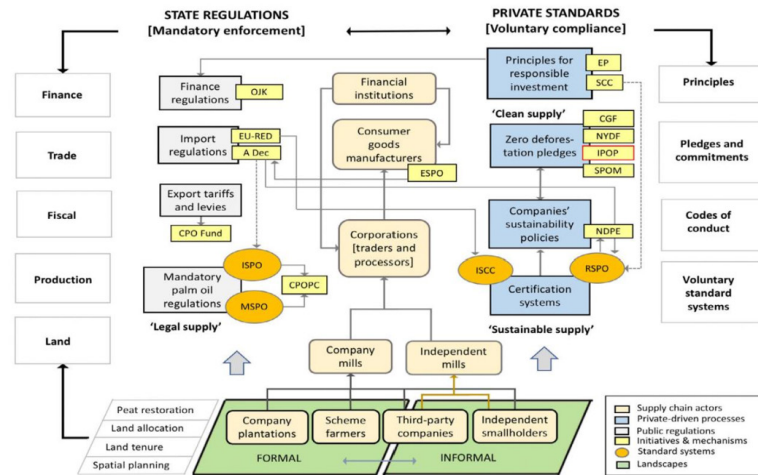 STATE REGULATIONS
[Mandatory enforcement]
PRIVATE STANDARDS
[Voluntary compliance]
Finance
Trade
Fiscal
Production
Land
Finance
regulations
OJK
Import
regulations
EU-RED
A Dec
Export tariffs
and levies
CPO Fund
ISPO
Mandatory
palm oil
regulations
MSPO
CPOPC
'Legal supply'
Financial
institutions
Consumer
goods
manufacturers
ESPO
Corporations
[traders and
processors]
Company
mills
Independent
mills
Principles for
responsible
investment
EP
SCC
'Clean supply'
Zero defores-
tation pledges
CGF
NYDF
IPOP
SPOM
Companies'
sustainability
policies
NDPE
ISCC
RSPO
Certification
systems
'Sustainable supply'
Principles
Pledges and
commitments
Codes of
conduct
Voluntary
standard
systems
Peat restoration
Land allocation
Land tenure
Spatial planning
Company
plantations
Scheme
farmers
Third-party
companies
Independent
smallholders
FORMAL
INFORMAL
Supply chain actors
Private-driven processes
Public regulations
Initiatives & mechanisms
Standard systems
Landscapes